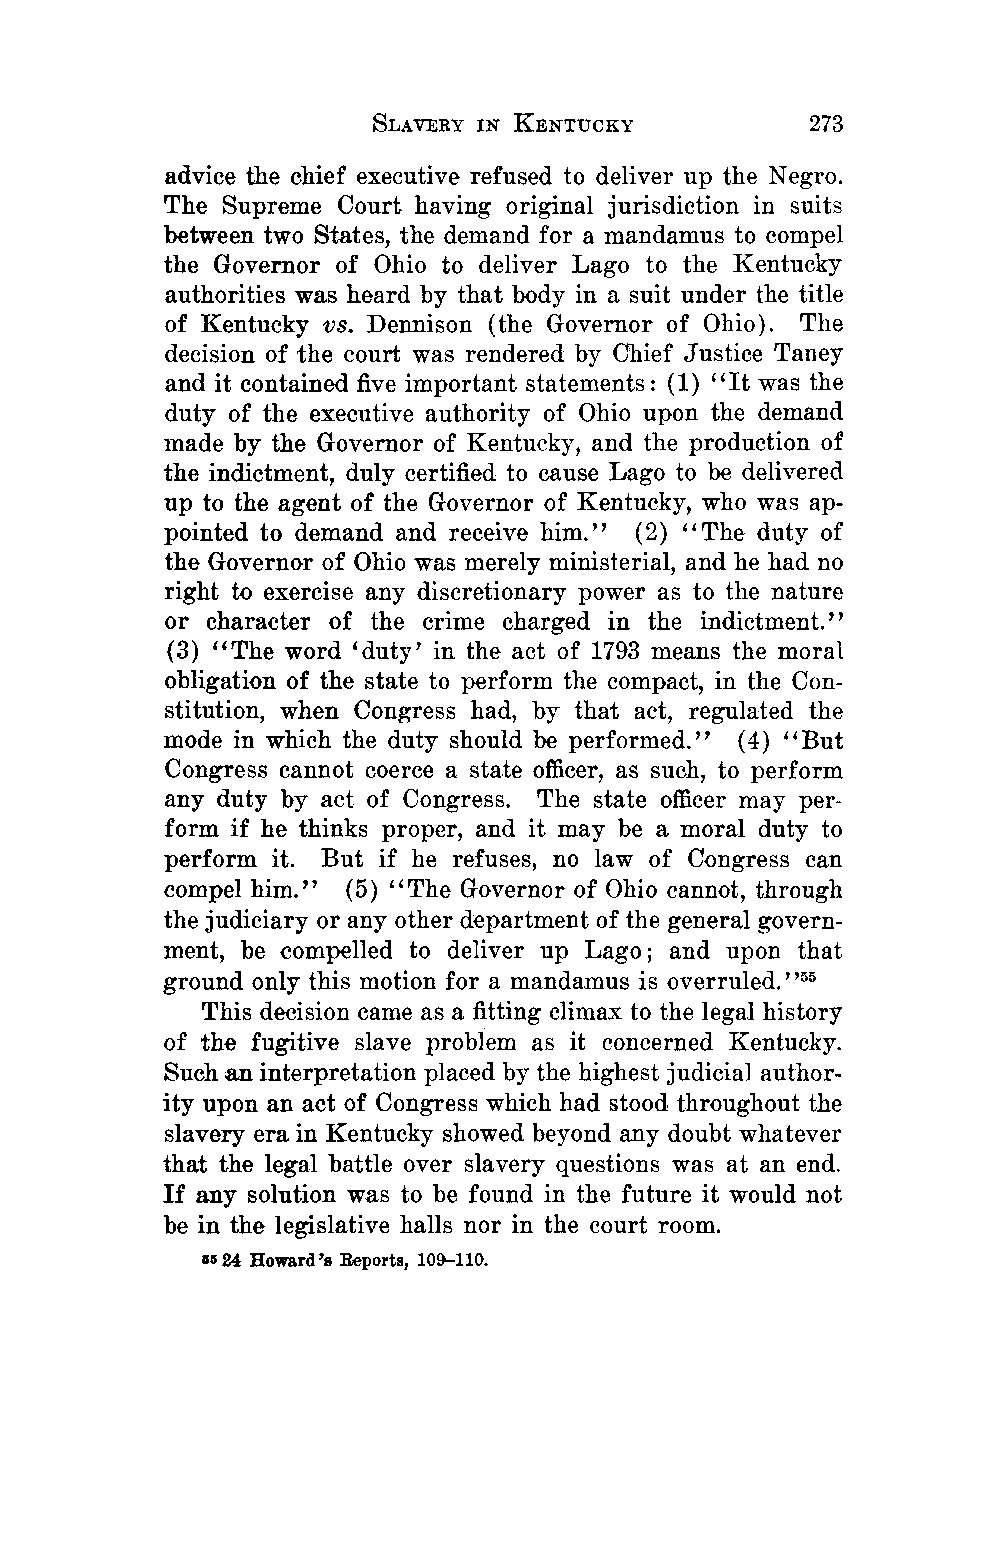 SLAVERY IN KENTUCKY 273
advice the chief executive refused to deliver up the Negro.
The Supreme Court having original jurisdiction in suits
between two States, the demand for a mandamus to compel
the Governor of Ohio to deliver Lago to the Kentucky
authorities was heard by that body in a suit under the title
of Kentucky vs. Dennison (the Governor of Ohio). The
decision of the court was rendered by Chief Justice Taney
and it contained five important statements: (1) “It was the
duty of the executive authority of Ohio upon the demand
made by the Governor of Kentucky, and the production of
the indictment, duly certified to cause Lago to be delivered
up to the agent of the Governor of Kentucky, who was ap-
pointed to demand and receive him.” (2) “The duty of
the Governor of Ohio was merely ministerial, and he had no
right to exercise any discretionary power as to the nature
or character of the crime charged in the indictment.”
(3) “The word ‘duty’ in the act of 1793 means the moral
obligation of the state to perform the compact, in the Con-
stitution, when Congress had, by that act, regulated the
mode in which the duty should be performed.” (4) “But
Congress cannot coerce a state officer, as such, to perform
any duty by act of Congress. The state officer may per-
form if he thinks proper, and it may be a moral duty to
perform it. But if he refuses, no law of Congress can
compel him.” (5) “The Governor of Ohio cannot, through
the judiciary or any other department of the general govern-
ment, be compelled to deliver up Lago; and upon that
ground only this motion for a mandamus is overruled.”55
This decision came as a fitting climax to the legal history
of the fugitive slave problem as it concerned Kentucky.
Such an interpretation placed by the highest judicial author-
ity upon an act of Congress which had stood throughout the
slavery era in Kentucky showed beyond any doubt whatever
that the legal battle over slavery questions was at an end.
If any solution was to be found in the future it would not
be in the legislative halls nor in the court room.
55 24 Howard’s Reports, 109–110.